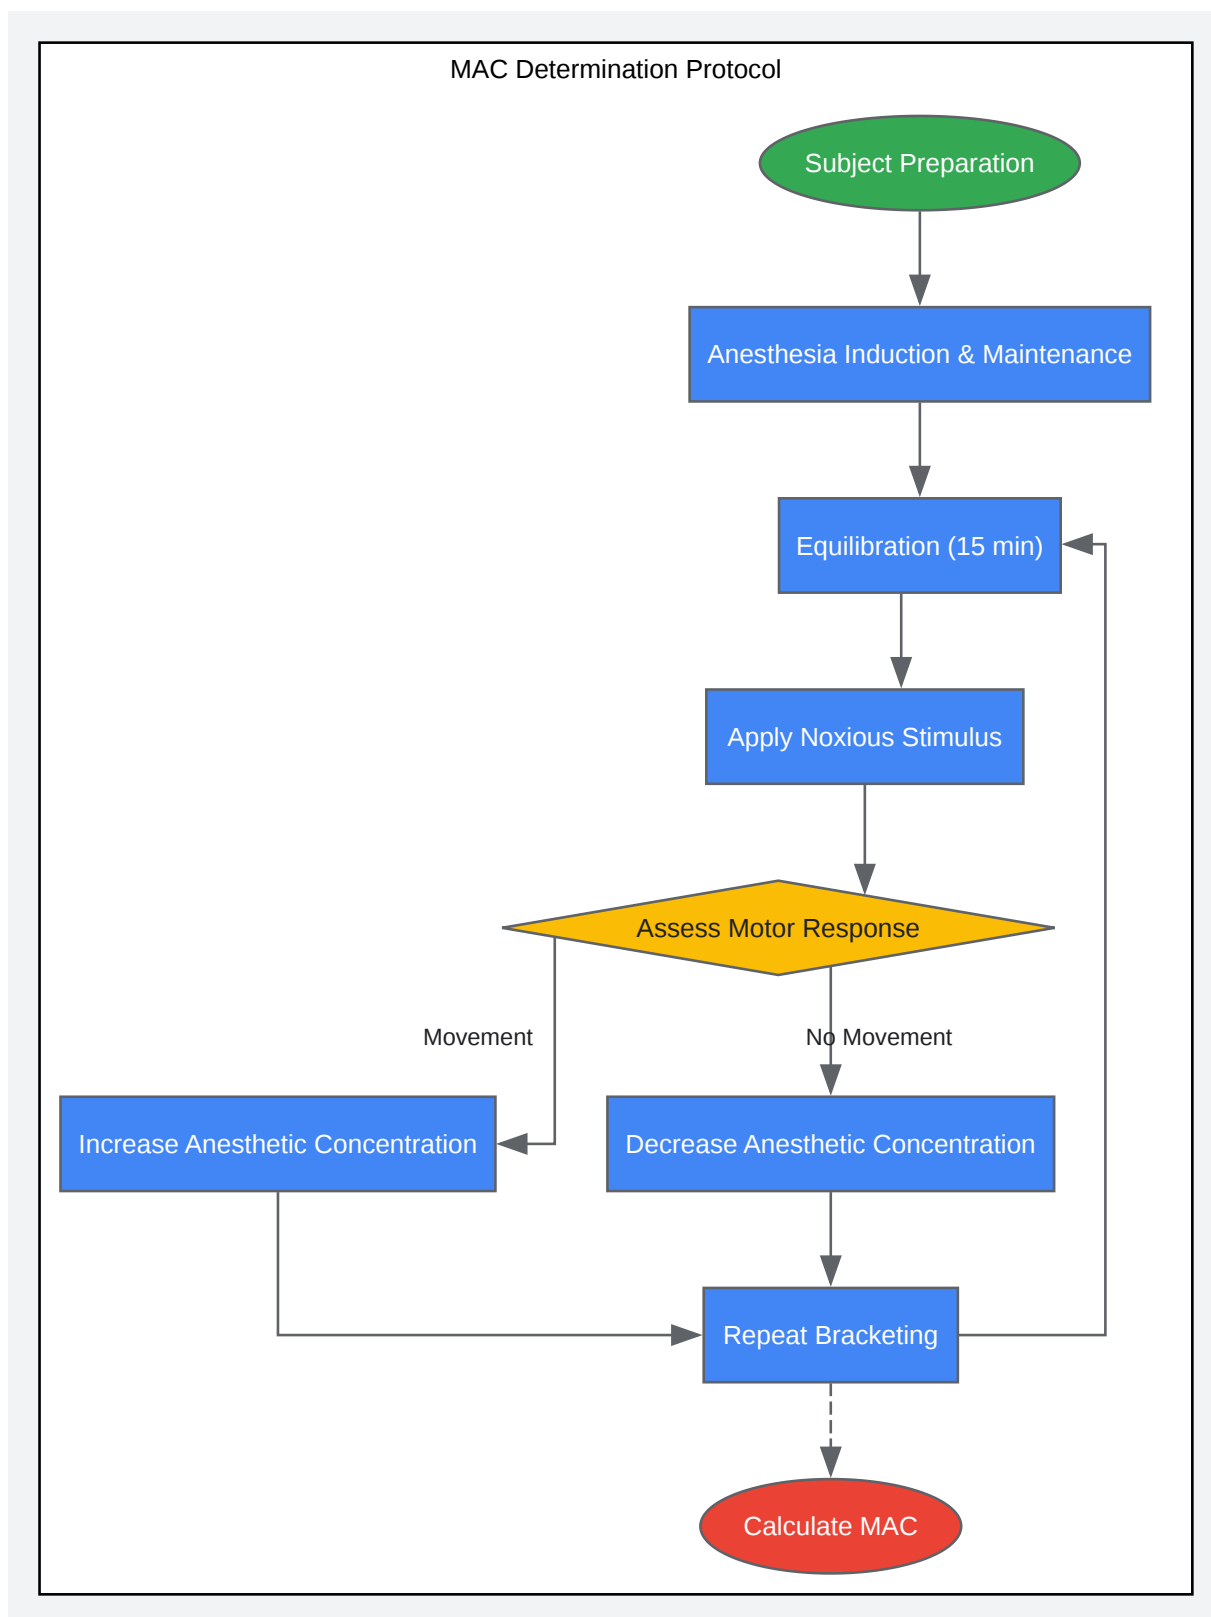 MAC Determination Protocol
Subject Preparation
Anesthesia Induction & Maintenance
Equilibration (15 min)
Apply Noxious Stimulus
Assess Motor Response
Movement
No Movement
Increase Anesthetic Concentration
Decrease Anesthetic Concentration
Repeat Bracketing
Calculate MAC